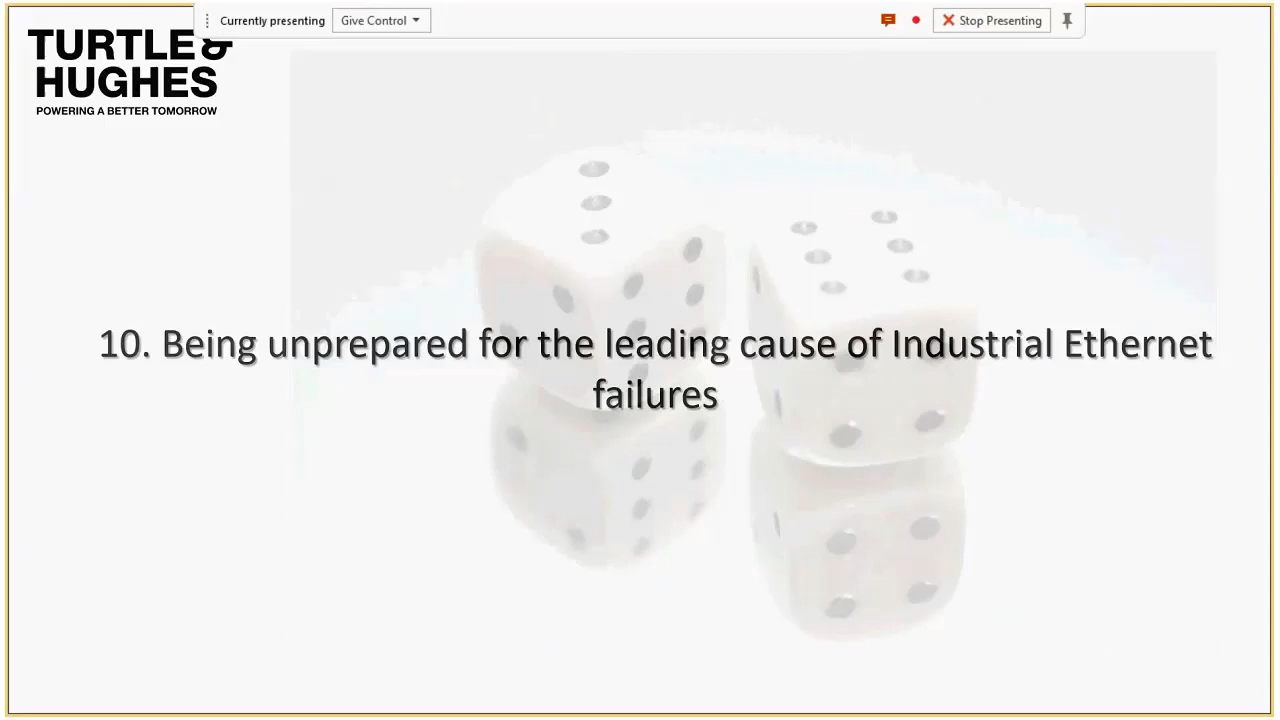 Currently presenting
Give Control
Stop Presenting
TURTLE&
HUGHES
POWERING A BETTER TOMORROW
10. Being unprepared for the leading cause of Industrial Ethernet
failures